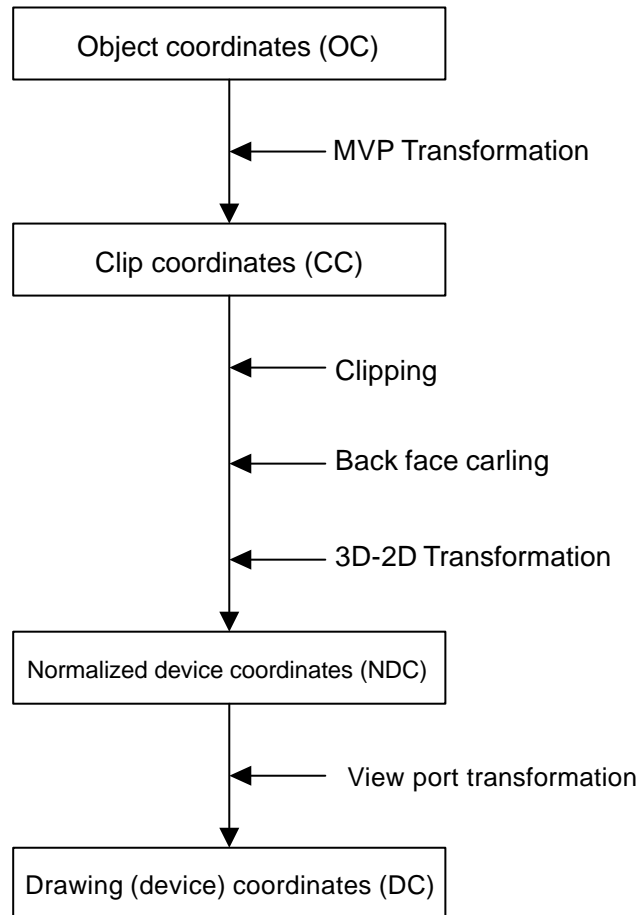 Object coordinates (OC)
MVP Transformation
Clip coordinates (CC)
Clipping
Back face carling
3D-2D Transformation
Normalized device coordinates (NDC)
View port transformation
Drawing (device) coordinates (DC)